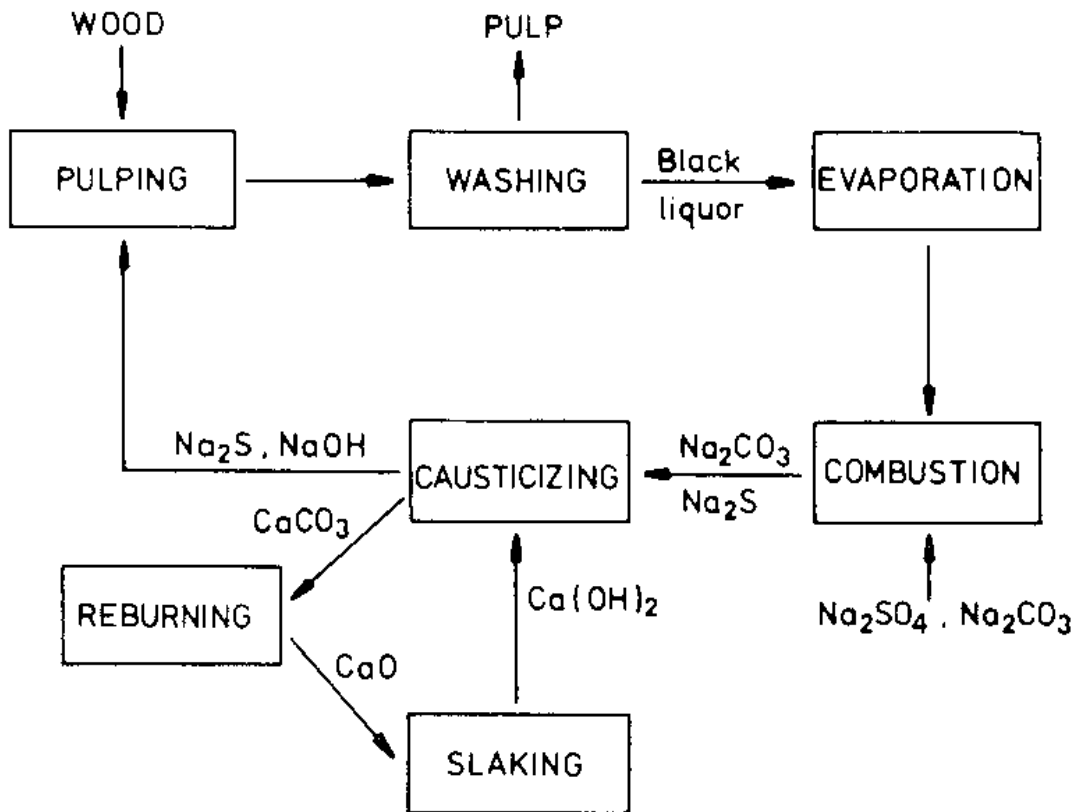 WOOD
PULP
PULPING
WASHING
Black
liquor
EVAPORATION
Na₂S, NaOH
CAUSTICIZING
Na₂CO₃
Na₂S
COMBUSTION
CaCO₃
REBURNING
Ca(OH)₂
Na₂SO₄, Na₂CO₃
CaO
SLAKING